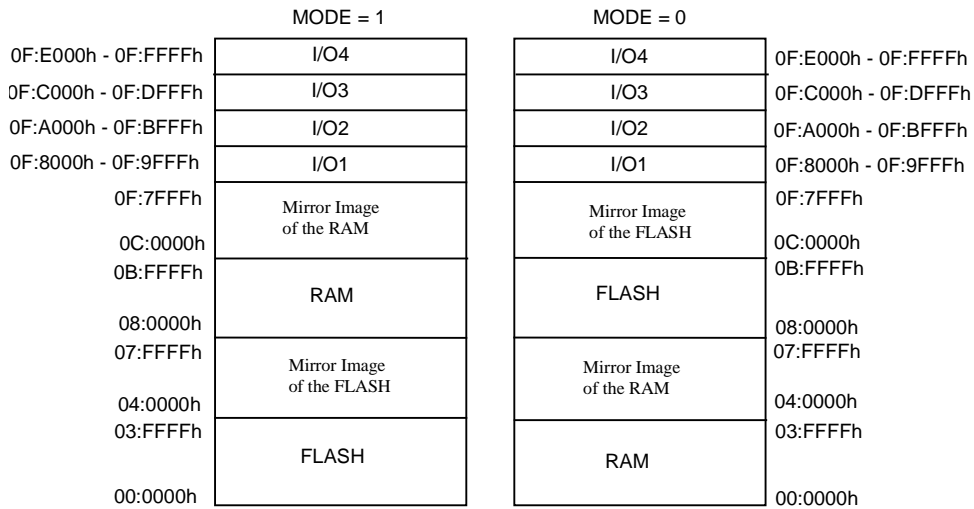 MODE = 1 MODE = 0
0F:E000h - 0F:FFFFh I/O4 I/O4 0F:E000h - 0F:FFFFh
0F:C000h - 0F:DFFFh I/O3 I/O3 0F:C000h - 0F:DFFFh
0F:A000h - 0F:BFFFh I/O2 I/O2 0F:A000h - 0F:BFFFh
0F:8000h - 0F:9FFFh I/O1 I/O1 0F:8000h - 0F:9FFFh
0F:7FFFh Mirror Image Mirror Image 0F:7FFFh
of the RAM of the FLASH
0C:0000h 0C:0000h
0B:FFFFh 0B:FFFFh
RAM FLASH
08:0000h 08:0000h
07:FFFFh 07:FFFFh
Mirror Image Mirror Image
of the FLASH of the RAM
04:0000h 04:0000h
03:FFFFh 03:FFFFh
FLASH RAM
00:0000h 00:0000h